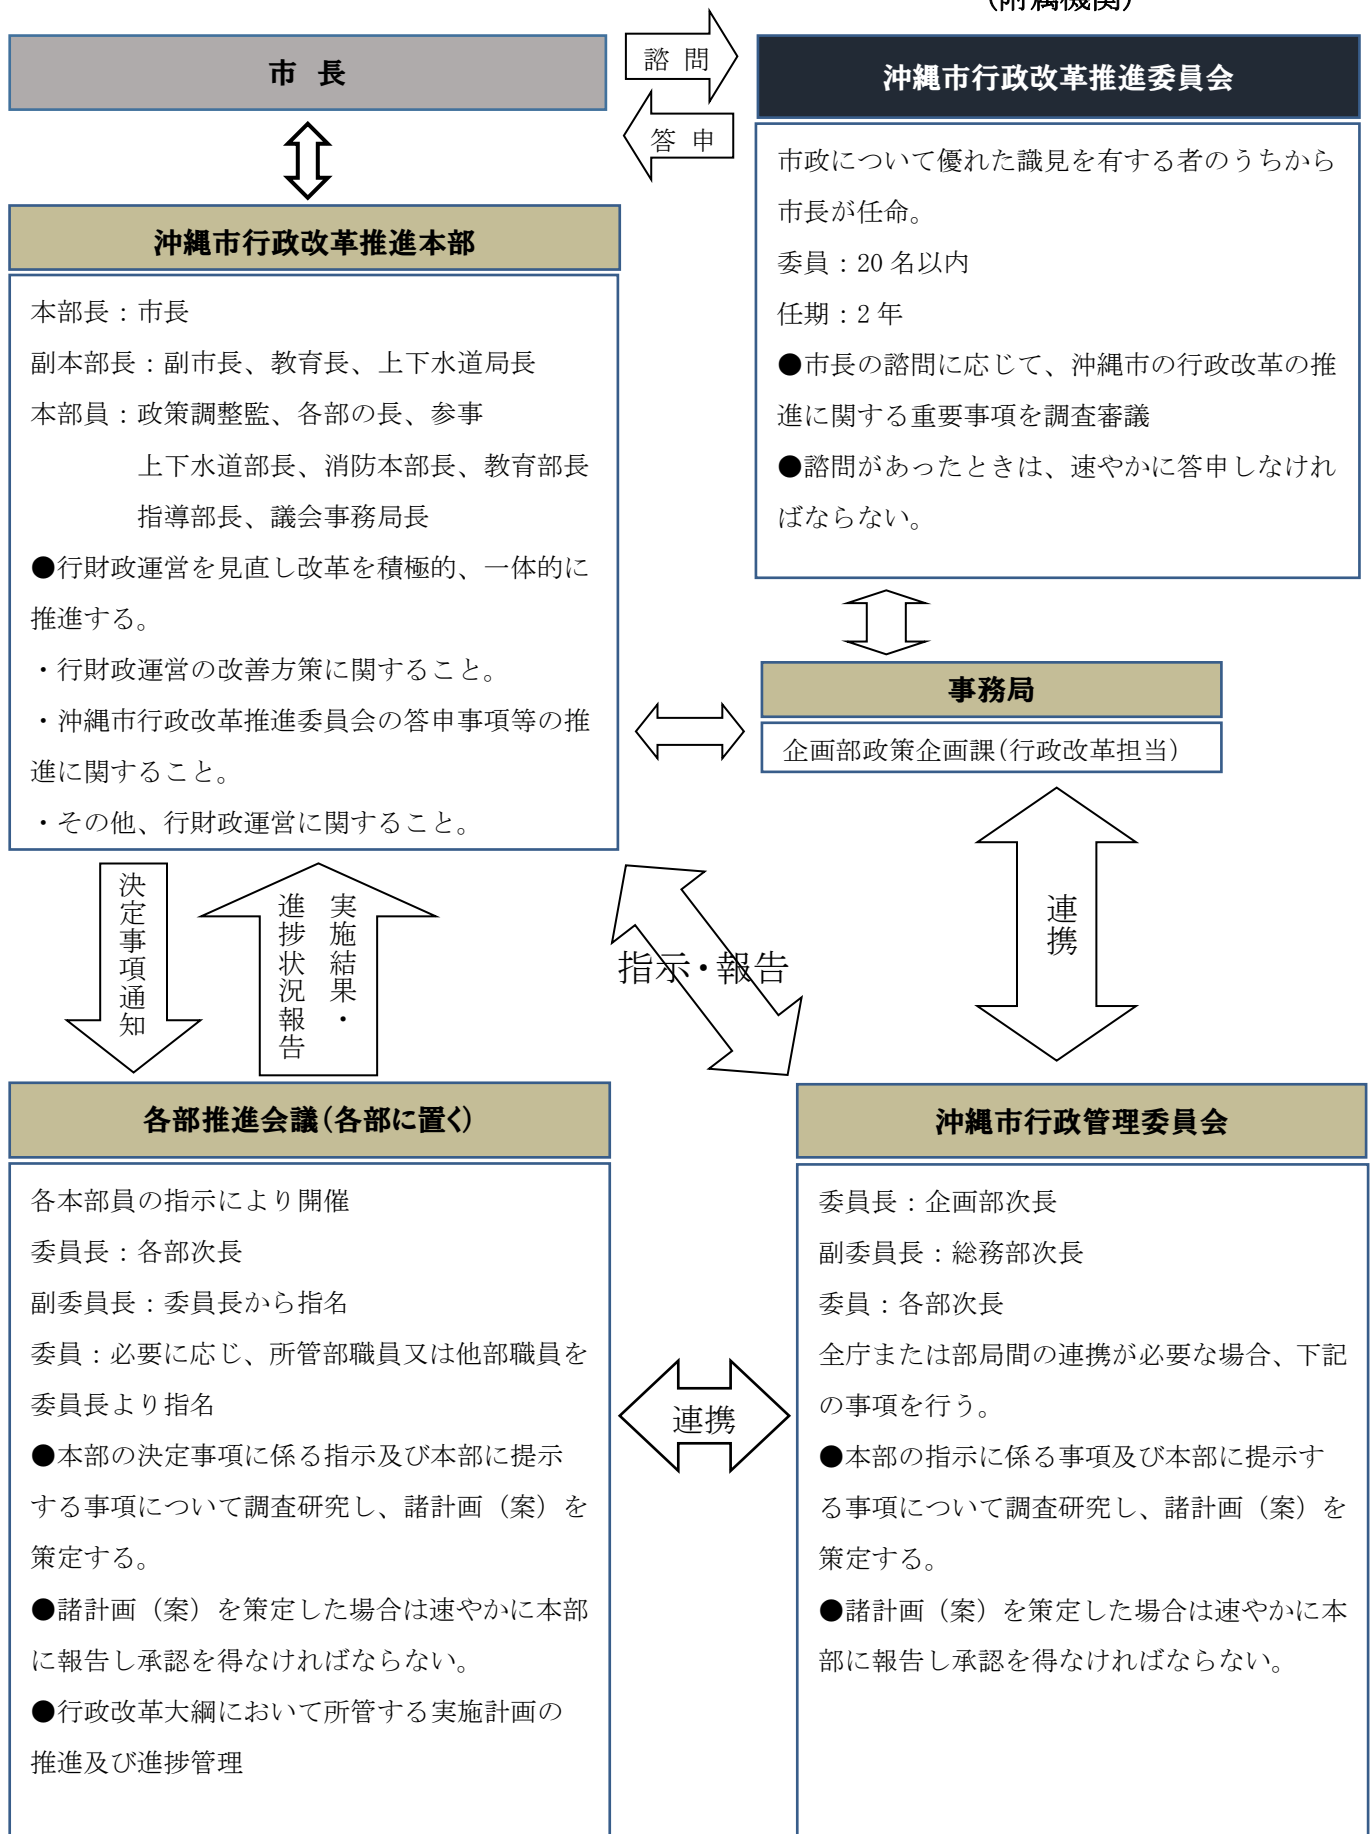 (附属機関)
市 長
諮 問
答 申
沖縄市行政改革推進委員会
市政について優れた識見を有する者のうちから
市長が任命。
委員：20 名以内
任期：2 年
●市長の諮問に応じて、沖縄市の行政改革の推
進に関する重要事項を調査審議
●諮問があったときは、速やかに答申しなけれ
ばならない。
沖縄市行政改革推進本部
本部長：市長
副本部長：副市長、教育長、上下水道局長
本部員：政策調整監、各部の長、参事
上下水道部長、消防本部長、教育部長
指導部長、議会事務局長
●行財政運営を見直し改革を積極的、一体的に
推進する。
・行財政運営の改善方策に関すること。
・沖縄市行政改革推進委員会の答申事項等の推
進に関すること。
・その他、行財政運営に関すること。
事務局
企画部政策企画課(行政改革担当)
決定事項通知
実施結果・
進捗状況報告
指示・報告
連携
各部推進会議(各部に置く)
各本部員の指示により開催
委員長：各部次長
副委員長：委員長から指名
委員：必要に応じ、所管部職員又は他部職員を
委員長より指名
●本部の決定事項に係る指示及び本部に提示
する事項について調査研究し、諸計画（案）を
策定する。
●諸計画（案）を策定した場合は速やかに本部
に報告し承認を得なければならない。
●行政改革大綱において所管する実施計画の
推進及び進捗管理
連携
沖縄市行政管理委員会
委員長：企画部次長
副委員長：総務部次長
委員：各部次長
全庁または部局間の連携が必要な場合、下記
の事項を行う。
●本部の指示に係る事項及び本部に提示す
る事項について調査研究し、諸計画（案）を
策定する。
●諸計画（案）を策定した場合は速やかに本
部に報告し承認を得なければならない。